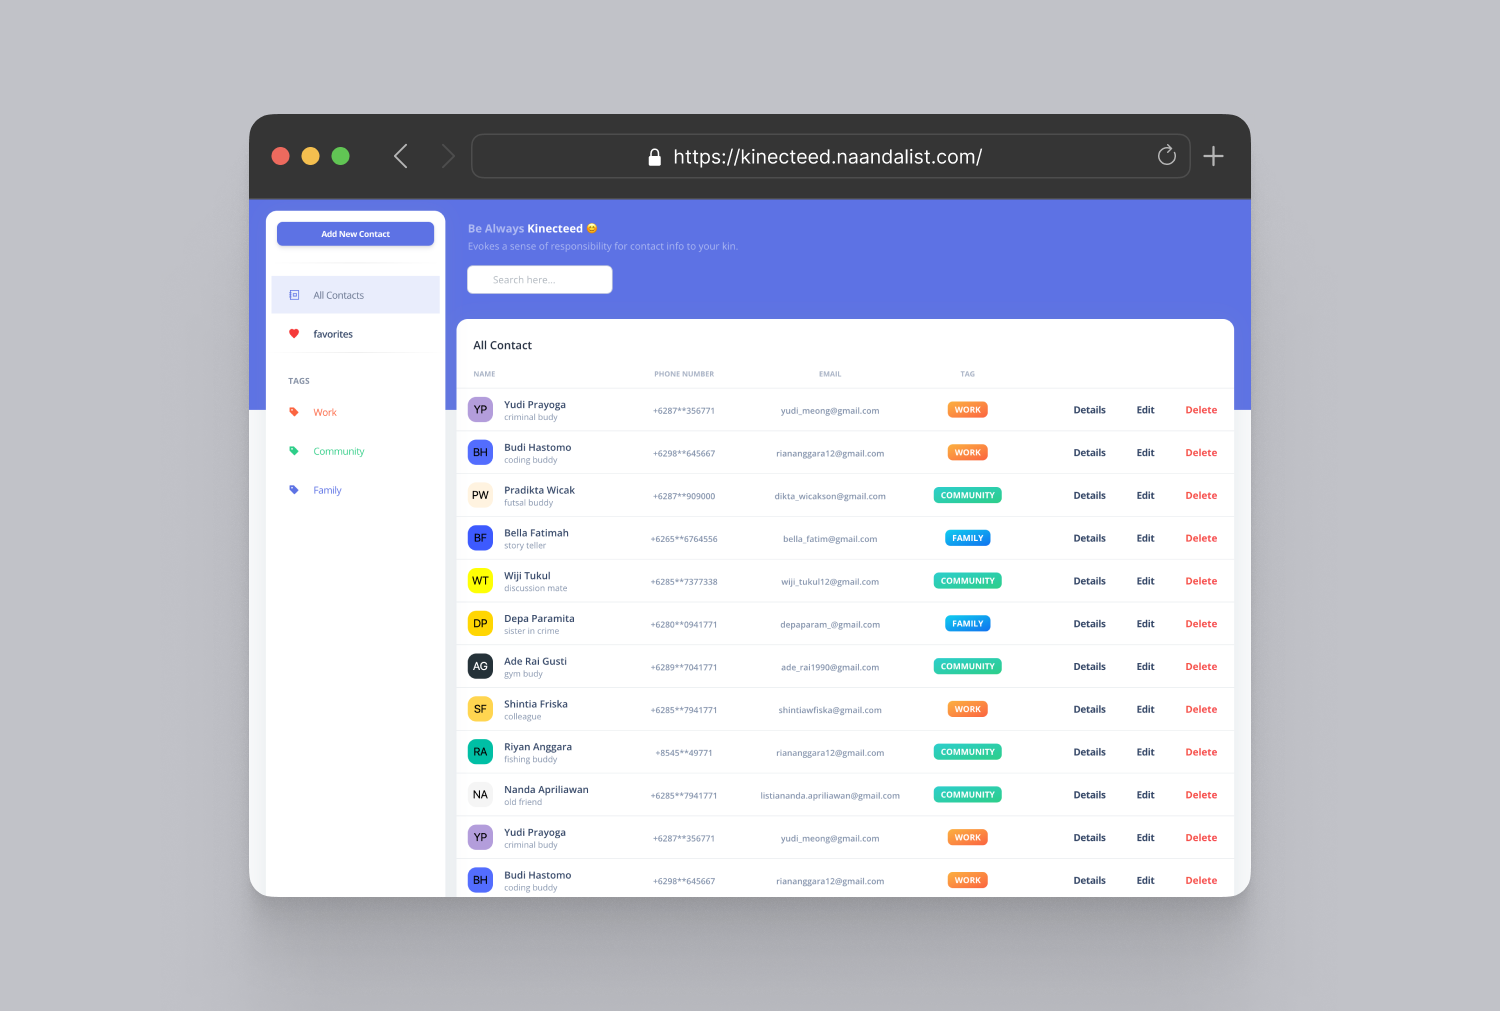 https://kinecteed.naandalist.com/
Add New Contact
All Contacts
favorites
TAGS
Work
Community
Family
Be Always Kinecteed 😊
Evokes a sense of responsibility for contact info to your kin.
Search here...
All Contact
NAME PHONE NUMBER EMAIL TAG
YP Yudi Prayoga +6287**356771 yudi_meong@gmail.com WORK Details Edit Delete
criminal budy
BH Budi Hastomo +6298**645667 riananggara12@gmail.com WORK Details Edit Delete
coding buddy
PW Pradikta Wicak +6287**909000 dikta_wicakson@gmail.com COMMUNITY Details Edit Delete
futsal buddy
BF Bella Fatimah +6265**6764556 bella_fatim@gmail.com FAMILY Details Edit Delete
story teller
WT Wiji Tukul +6285**7377338 wiji_tukul12@gmail.com COMMUNITY Details Edit Delete
discussion mate
DP Depa Paramita +6280**0941771 depaparam_@gmail.com FAMILY Details Edit Delete
sister in crime
AG Ade Rai Gusti +6289**7041771 ade_rai1990@gmail.com COMMUNITY Details Edit Delete
gym budy
SF Shintia Friska +6285**7941771 shintiawfiska@gmail.com WORK Details Edit Delete
colleague
RA Riyan Anggara +8545**49771 riananggara12@gmail.com COMMUNITY Details Edit Delete
fishing buddy
NA Nanda Apriliawan +6285**7941771 listiananda.apriliawan@gmail.com COMMUNITY Details Edit Delete
old friend
YP Yudi Prayoga +6287**356771 yudi_meong@gmail.com WORK Details Edit Delete
criminal budy
BH Budi Hastomo +6298**645667 riananggara12@gmail.com WORK Details Edit Delete
coding buddy